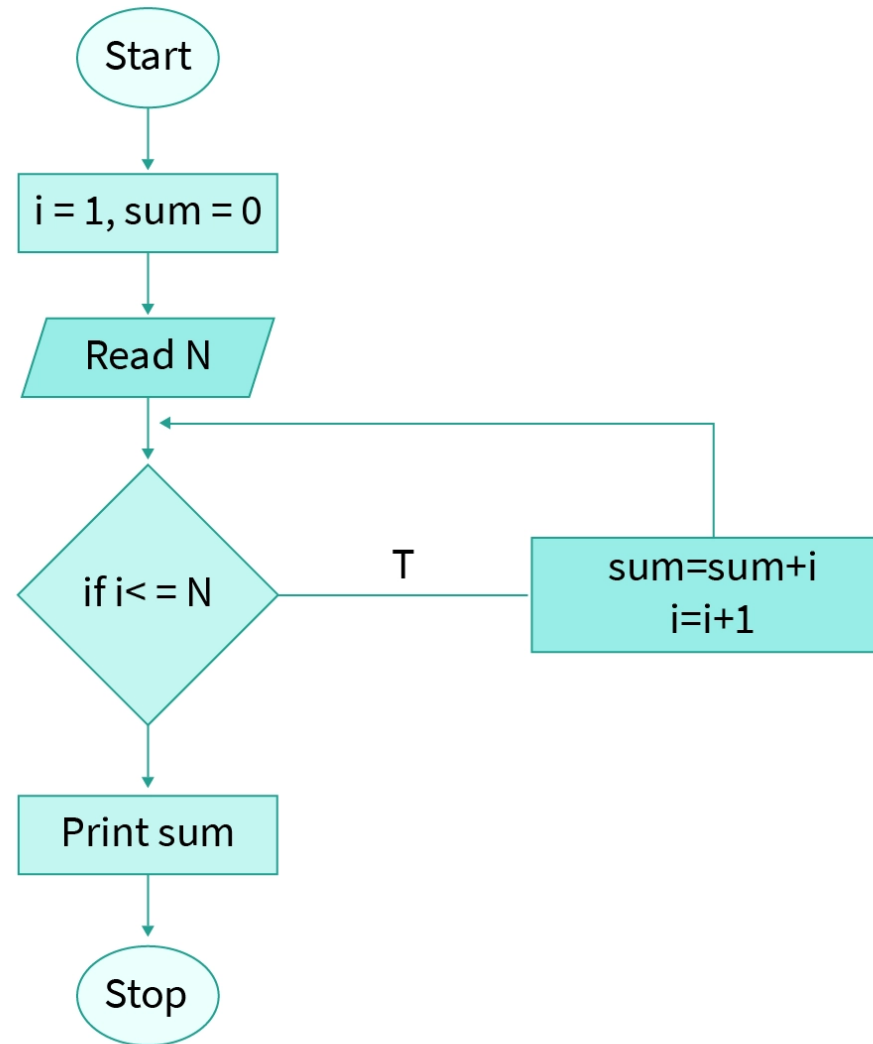 Start
i = 1, sum = 0
Read N
if i< = N
T
sum=sum+i
i=i+1
Print sum
Stop